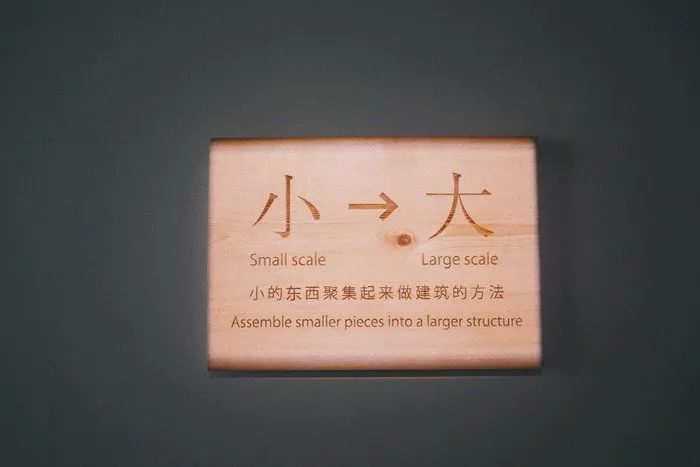 小 → 大
Small scale Large scale
小的东西聚集起来做建筑的方法
Assemble smaller pieces into a larger structure